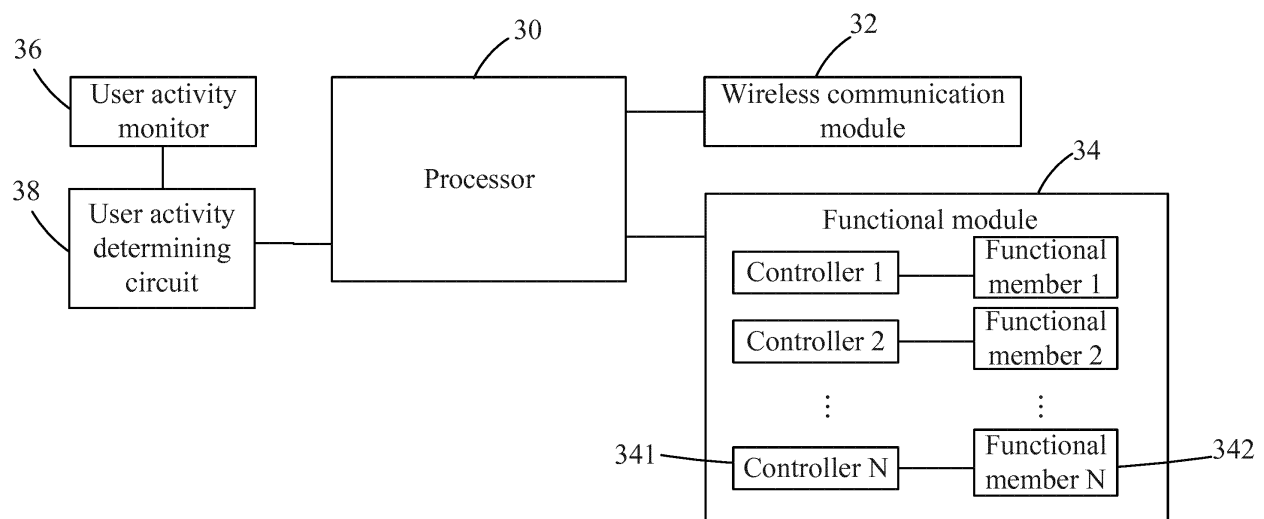 36
User activity
monitor
38
User activity
determining
circuit
30
Processor
32
Wireless communication
module
34
Functional module
Controller 1
Functional
member 1
Controller 2
Functional
member 2
⋮
⋮
341
Controller N
Functional
member N
342